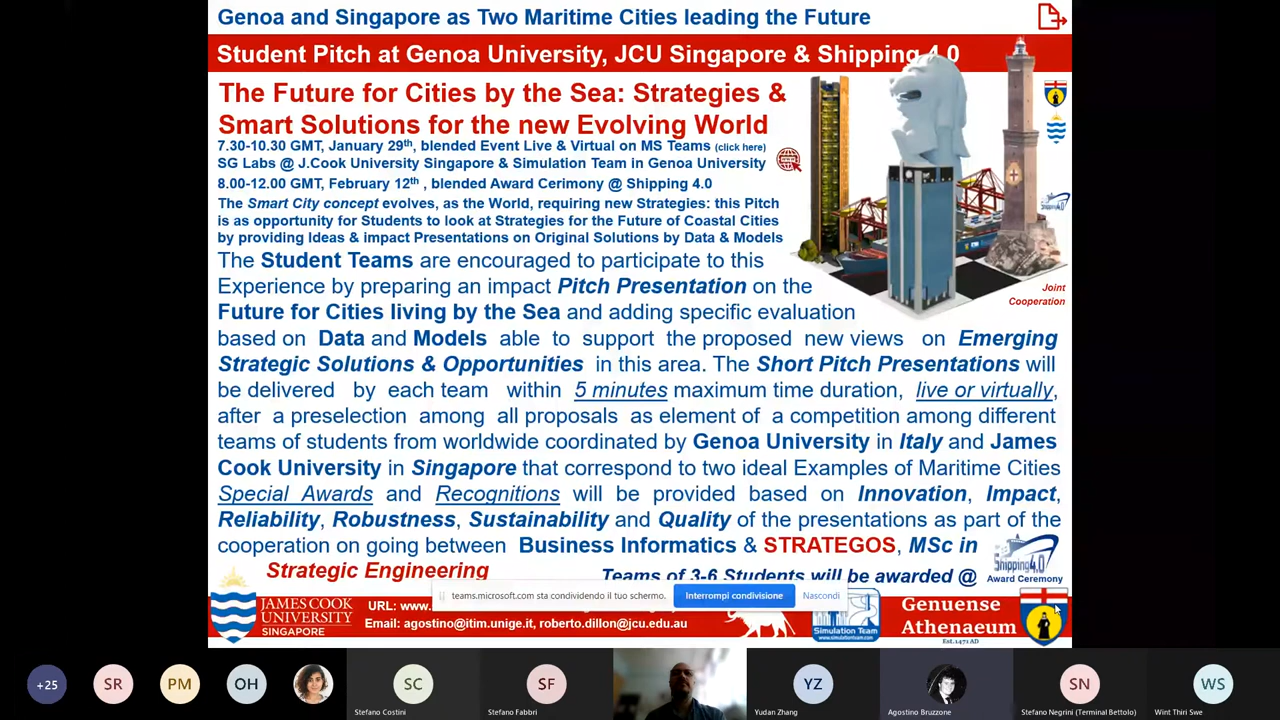 Genoa and Singapore as Two Maritime Cities leading the Future
Student Pitch at Genoa University, JCU Singapore & Shipping 4.0
The Future for Cities by the Sea: Strategies &
Smart Solutions for the new Evolving World
7.30-10.30 GMT, January 29th, blended Event Live & Virtual on MS Teams (click here)
SG Labs @ J.Cook University Singapore & Simulation Team in Genoa University
8.00-12.00 GMT, February 12th , blended Award Cerimony @ Shipping 4.0
The Smart City concept evolves, as the World, requiring new Strategies: this Pitch
is as opportunity for Students to look at Strategies for the Future of Coastal Cities
by providing Ideas & impact Presentations on Original Solutions by Data & Models
The Student Teams are encouraged to participate to this
Experience by preparing an impact Pitch Presentation on the
Future for Cities living by the Sea and adding specific evaluation
based on Data and Models able to support the proposed new views on Emerging
Strategic Solutions & Opportunities in this area. The Short Pitch Presentations will
be delivered by each team within 5 minutes maximum time duration, live or virtually,
after a preselection among all proposals as element of a competition among different
teams of students from worldwide coordinated by Genoa University in Italy and James
Cook University in Singapore that correspond to two ideal Examples of Maritime Cities
Special Awards and Recognitions will be provided based on Innovation, Impact,
Reliability, Robustness, Sustainability and Quality of the presentations as part of the
cooperation on going between Business Informatics & STRATEGOS, MSc in
Strategic Engineering Teams of 3-6 Students will be awarded @
Joint
Cooperation
Shipping 4.0
Shipping4.0
Award Ceremony
teams.microsoft.com sta condividendo il tuo schermo.
Interrompi condivisione
Nascondi
JAMES COOK
UNIVERSITY
SINGAPORE
URL: www.
Email: agostino@itim.unige.it, roberto.dillon@jcu.edu.au
Simulation Team
www.simulationteam.com
Genuense
Athenaeum
Est. 1471 AD
+25
SR
PM
OH
SC
Stefano Costini
SF
Stefano Fabbri
YZ
Yudan Zhang
Agostino Bruzzone
SN
Stefano Negrini (Terminal Bettolo)
WS
Wint Thiri Swe